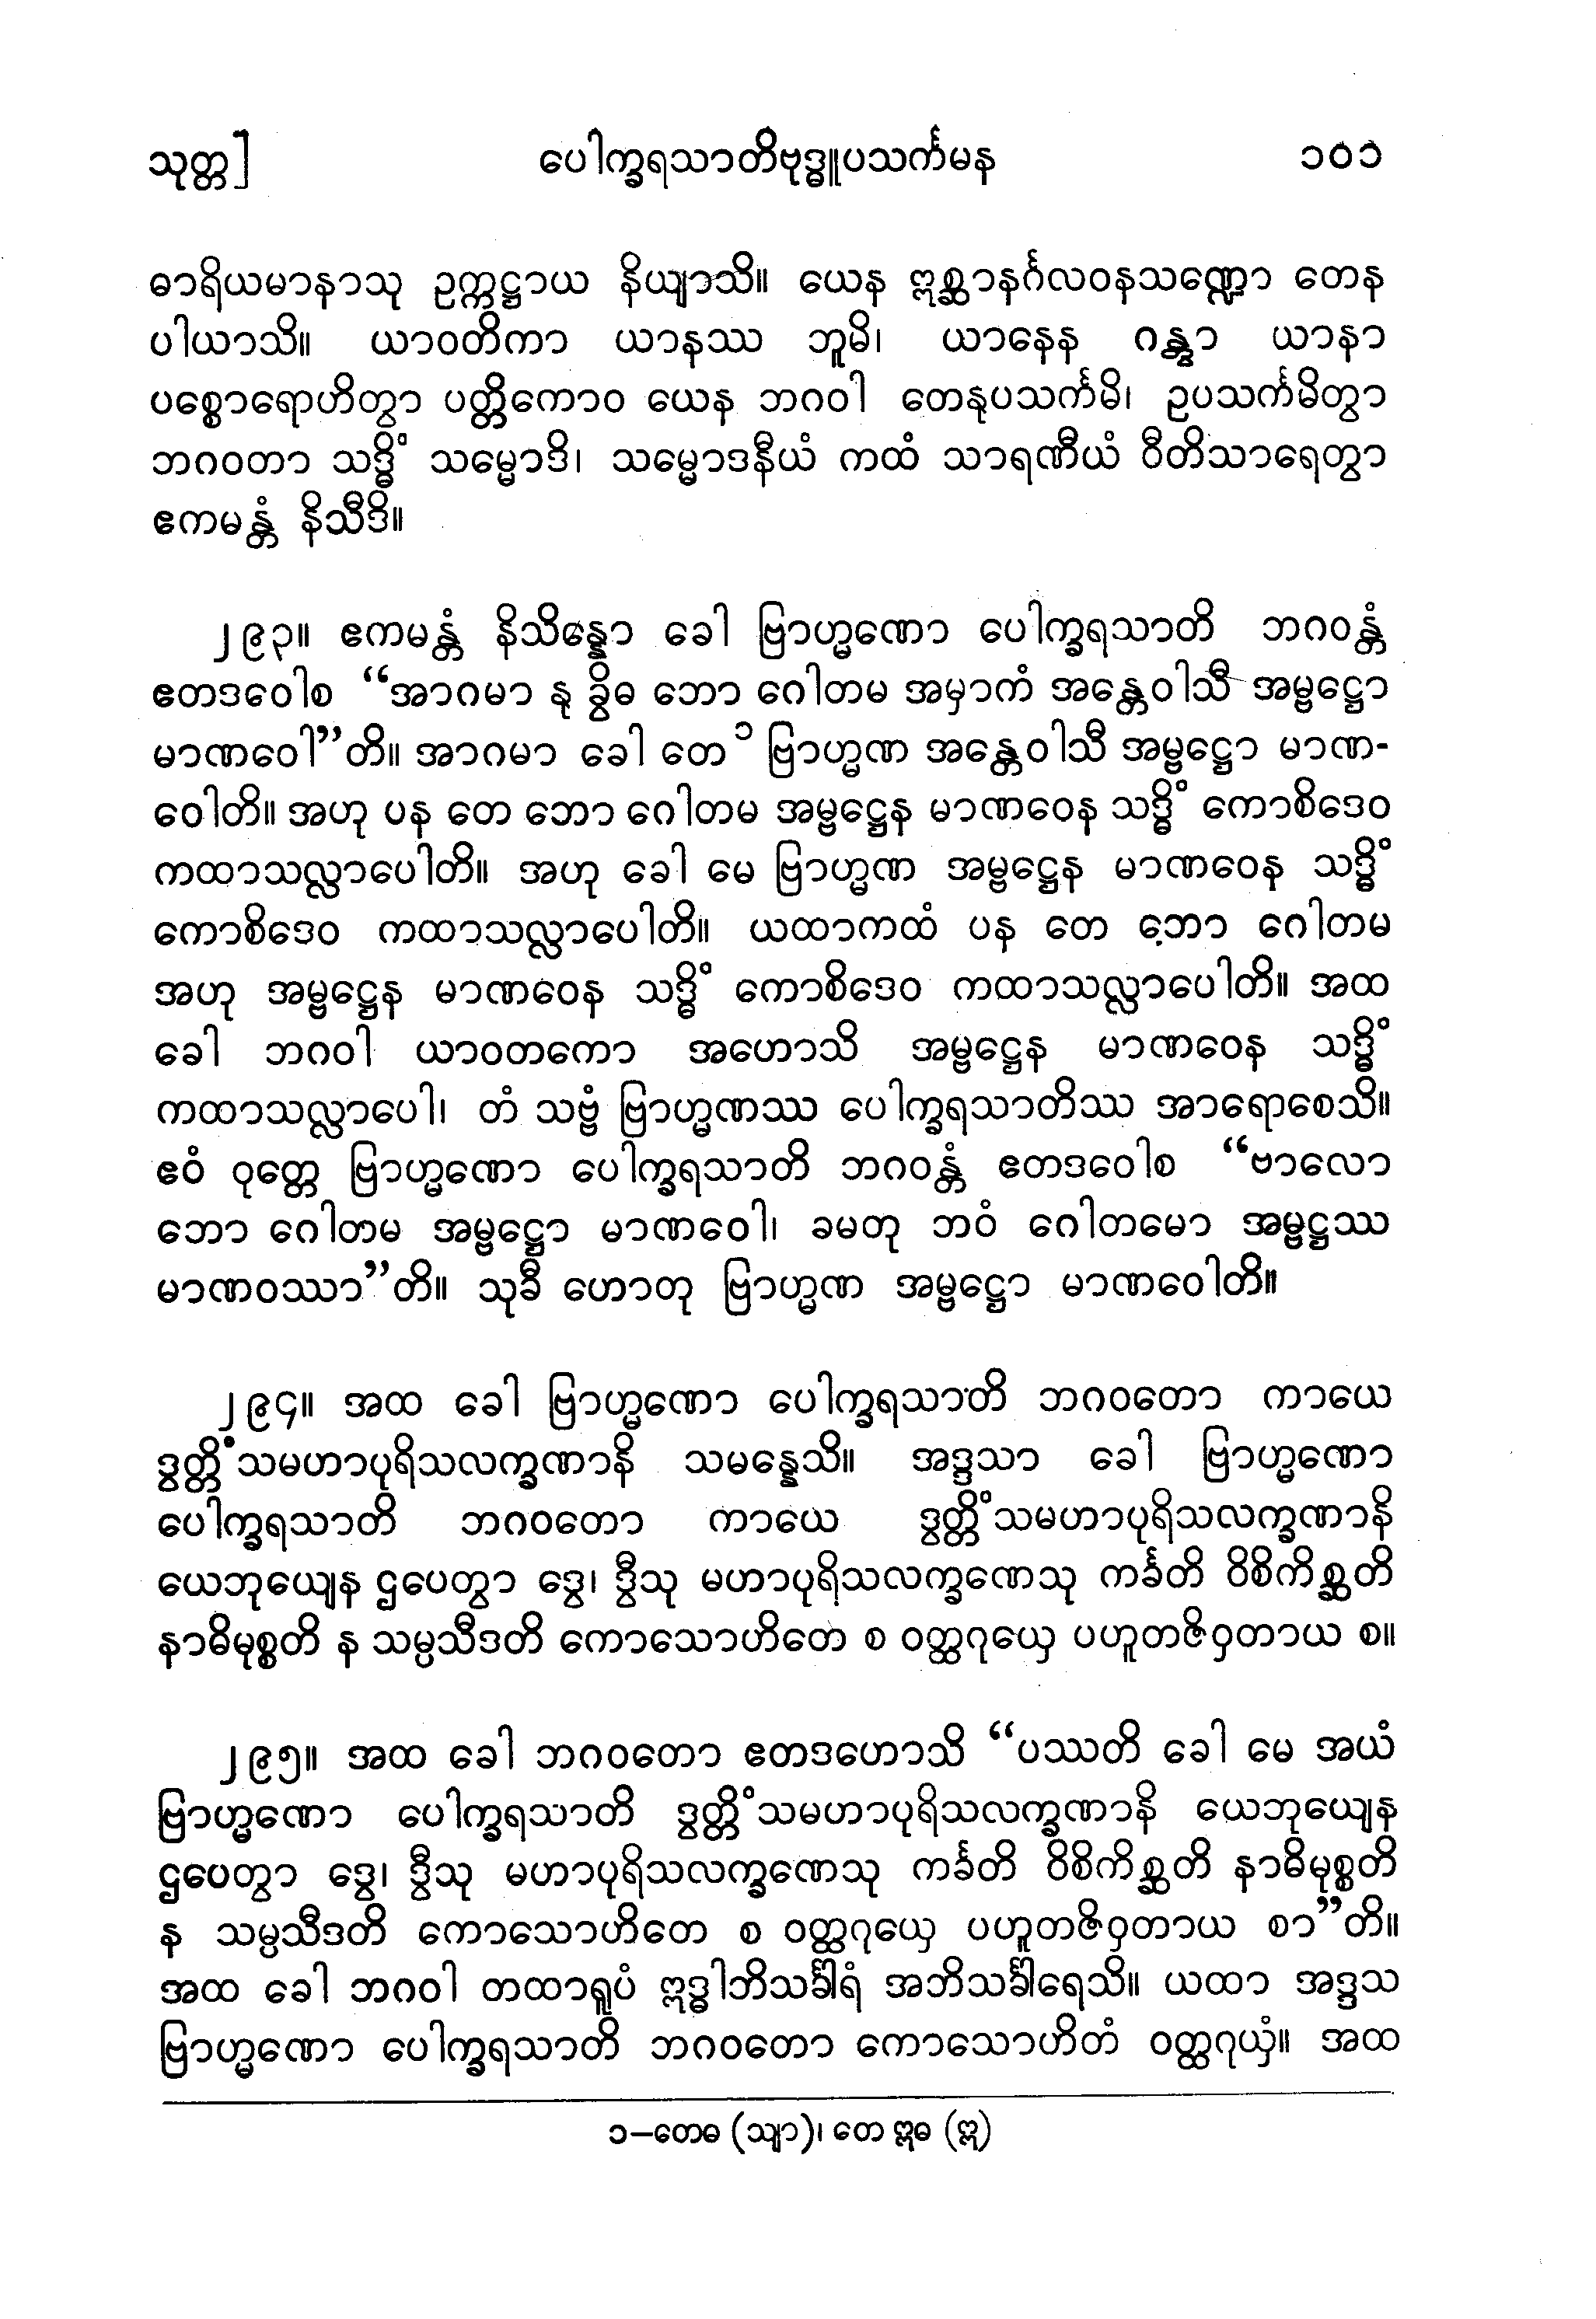 သုတ္တ] ပေါက္ခရသာတိဗုဒ္ဓူပသင်္ကမန ၁၀၁
ဓာရိယမာနာသု ဥက္ကဋ္ဌာယ နိယျာသိ။ ယေန ဣစ္ဆာနင်္ဂလဝနသဏ္ဍော တေန
ပါယာသိ။ ယာဝတိကာ ယာနဿ ဘူမိ၊ ယာနေန ဂန္တွာ ယာနာ
ပစ္စောရောဟိတွာ ပတ္တိကောဝ ယေန ဘဂဝါ တေနုပသင်္ကမိ၊ ဥပသင်္ကမိတွာ
ဘဂဝတာ သဒ္ဓိံ သမ္မောဒိ၊ သမ္မောဒနီယံ ကထံ သာရဏီယံ ဝီတိသာရေတွာ
ဧကမန္တံ နိသီဒိ။
၂၉၃။ ဧကမန္တံ နိသိန္နော ခေါ ဗြာဟ္မဏော ပေါက္ခရသာတိ ဘဂဝန္တံ
ဧတဒဝေါစ “အာဂမာ နု ခွိဓ ဘော ဂေါတမ အမှာကံ အန္တေဝါသီ အမ္ဗဋ္ဌော
မာဏဝေါ”တိ။ အာဂမာ ခေါ တေ ၁ ဗြာဟ္မဏ အန္တေဝါသီ အမ္ဗဋ္ဌော မာဏ-
ဝေါတိ။ အဟု ပန တေ ဘော ဂေါတမ အမ္ဗဋ္ဌေန မာဏဝေန သဒ္ဓိံ ကောစိဒေဝ
ကထာသလ္လာပေါတိ။ အဟု ခေါ မေ ဗြာဟ္မဏ အမ္ဗဋ္ဌေန မာဏဝေန သဒ္ဓိံ
ကောစိဒေဝ ကထာသလ္လာပေါတိ။ ယထာကထံ ပန တေ ဘော ဂေါတမ
အဟု အမ္ဗဋ္ဌေန မာဏဝေန သဒ္ဓိံ ကောစိဒေဝ ကထာသလ္လာပေါတိ။ အထ
ခေါ ဘဂဝါ ယာဝတကော အဟောသိ အမ္ဗဋ္ဌေန မာဏဝေန သဒ္ဓိံ
ကထာသလ္လာပေါ၊ တံ သဗ္ဗံ ဗြာဟ္မဏဿ ပေါက္ခရသာတိဿ အာရောစေသိ။
ဧဝံ ဝုတ္တေ ဗြာဟ္မဏော ပေါက္ခရသာတိ ဘဂဝန္တံ ဧတဒဝေါစ “ဗာလော
ဘော ဂေါတမ အမ္ဗဋ္ဌော မာဏဝေါ၊ ခမတု ဘဝံ ဂေါတမော အမ္ဗဋ္ဌဿ
မာဏဝဿာ”တိ။ သုခီ ဟောတု ဗြာဟ္မဏ အမ္ဗဋ္ဌော မာဏဝေါတိ။
၂၉၄။ အထ ခေါ ဗြာဟ္မဏော ပေါက္ခရသာတိ ဘဂဝတော ကာယေ
ဒွတ္တိံသမဟာပုရိသလက္ခဏာနိ သမန္နေသိ။ အဒ္ဒသာ ခေါ ဗြာဟ္မဏော
ပေါက္ခရသာတိ ဘဂဝတော ကာယေ ဒွတ္တိံသမဟာပုရိသလက္ခဏာနိ
ယေဘုယျေန ဌပေတွာ ဒွေ၊ ဒွီသု မဟာပုရိသလက္ခဏေသု ကင်္ခတိ ဝိစိကိစ္ဆတိ
နာဓိမုစ္စတိ န သမ္ပသီဒတိ ကောသောဟိတေ စ ဝတ္ထဂုယှေ ပဟူတဇိဝှတာယ စ။
၂၉၅။ အထ ခေါ ဘဂဝတော ဧတဒဟောသိ “ပဿတိ ခေါ မေ အယံ
ဗြာဟ္မဏော ပေါက္ခရသာတိ ဒွတ္တိံသမဟာပုရိသလက္ခဏာနိ ယေဘုယျေန
ဌပေတွာ ဒွေ၊ ဒွီသု မဟာပုရိသလက္ခဏေသု ကင်္ခတိ ဝိစိကိစ္ဆတိ နာဓိမုစ္စတိ
န သမ္ပသီဒတိ ကောသောဟိတေ စ ဝတ္ထဂုယှေ ပဟူတဇိဝှတာယ စာ”တိ။
အထ ခေါ ဘဂဝါ တထာရူပံ ဣဒ္ဓါဘိသင်္ခါရံ အဘိသင်္ခါရေသိ။ ယထာ အဒ္ဒသ
ဗြာဟ္မဏော ပေါက္ခရသာတိ ဘဂဝတော ကောသောဟိတံ ဝတ္ထဂုယှံ။ အထ
၁–တေဓ (သျာ)၊ တေ ဣဓ (ဣ)